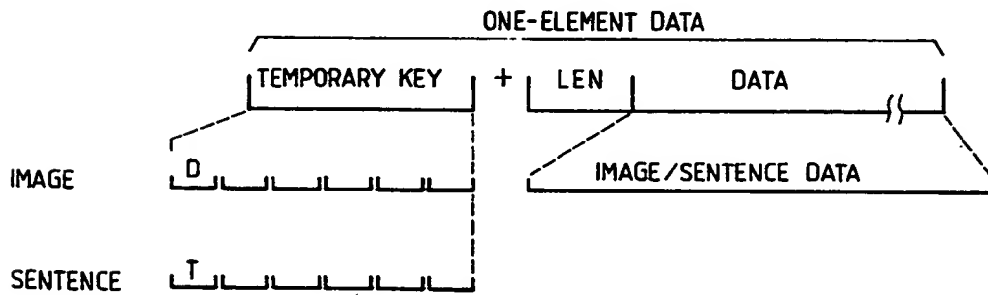 ONE-ELEMENT DATA
TEMPORARY KEY + LEN DATA
IMAGE D IMAGE/SENTENCE DATA
SENTENCE T